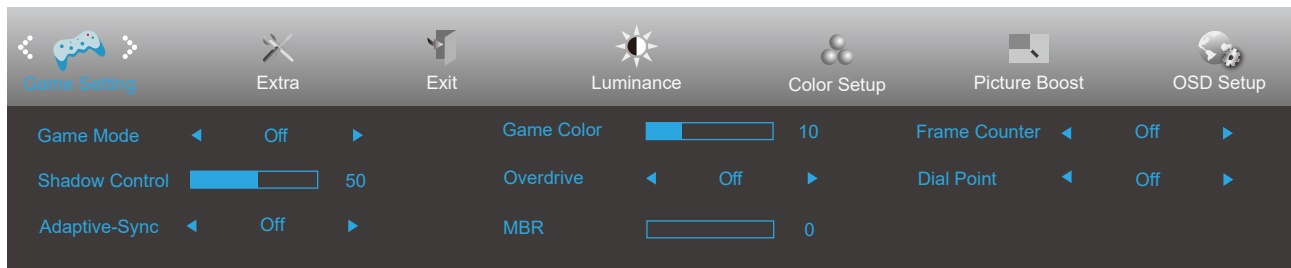 Game Setting Extra Exit Luminance Color Setup Picture Boost OSD Setup
Game Mode Off Game Color 10 Frame Counter Off
Shadow Control 50 Overdrive Off Dial Point Off
Adaptive-Sync Off MBR 0